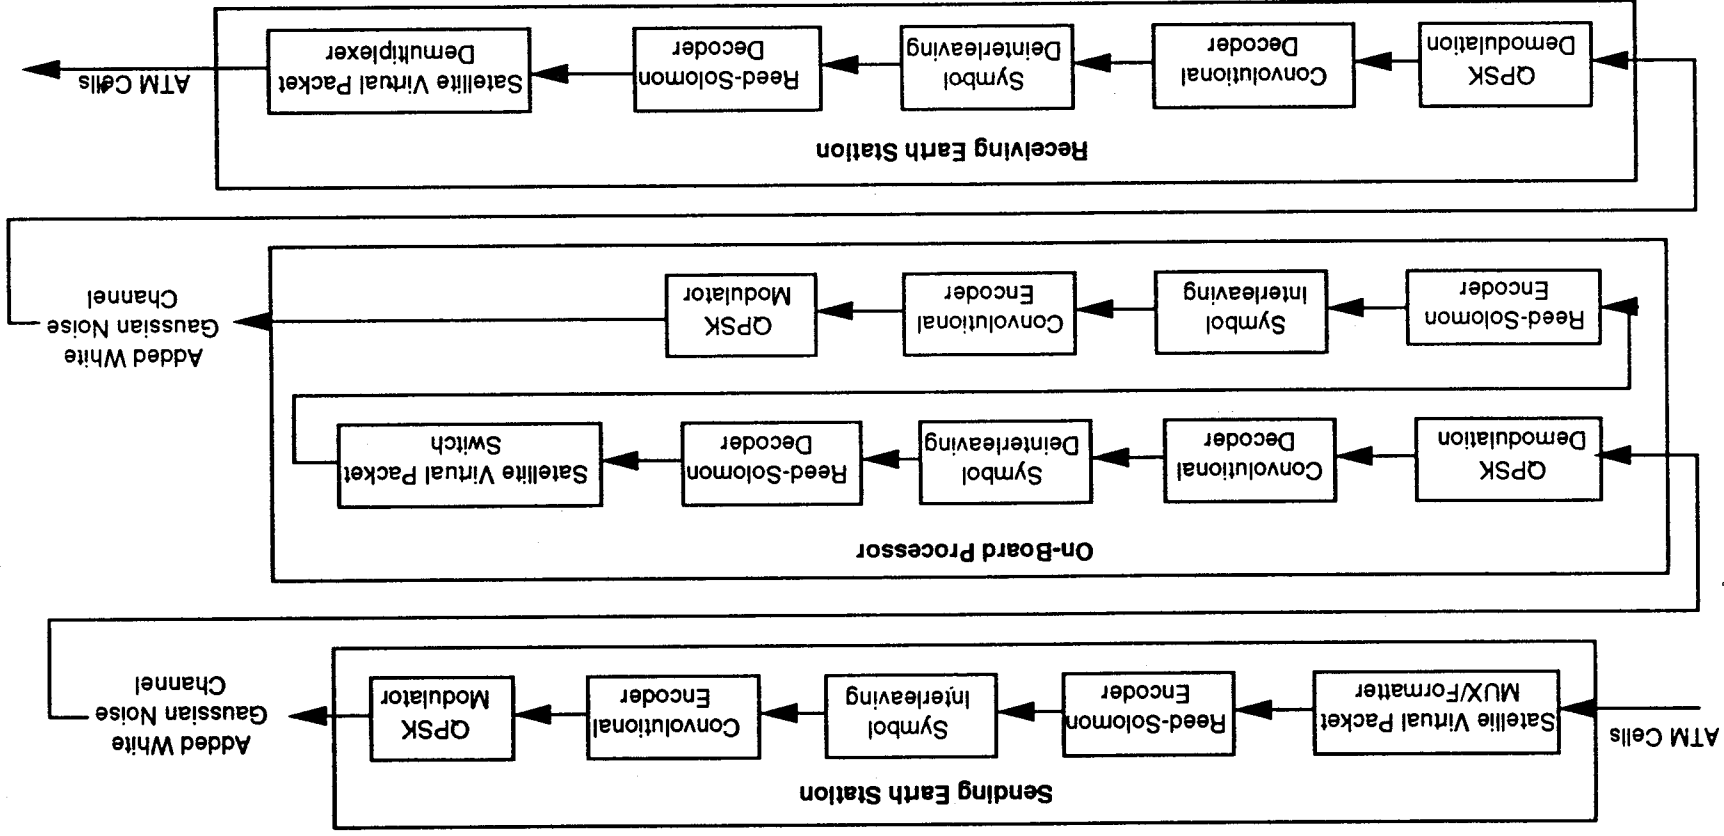 Sending Earth Station
ATM Cells
Satellie Virtual Packet
MUX/Formatter
Reed-Solomon
Encoder
Symbol
Interleaving
Convolutional
Encoder
QPSK
Modulator
Added White
Gaussian Noise
Channel
On-Board Processor
QPSK
Demodulation
Convolutional
Decoder
Symbol
Deinterleaving
Reed-Solomon
Decoder
Satellite Virtual Packet
Switch
Reed-Solomon
Encoder
Symbol
Interleaving
Convolutional
Encoder
QPSK
Modulator
Added White
Gaussian Noise
Channel
Receiving Earth Station
QPSK
Demodulation
Convolutional
Decoder
Symbol
Deinterleaving
Reed-Solomon
Decoder
Satellite Virtual Packet
Demultiplexer
ATM Cells